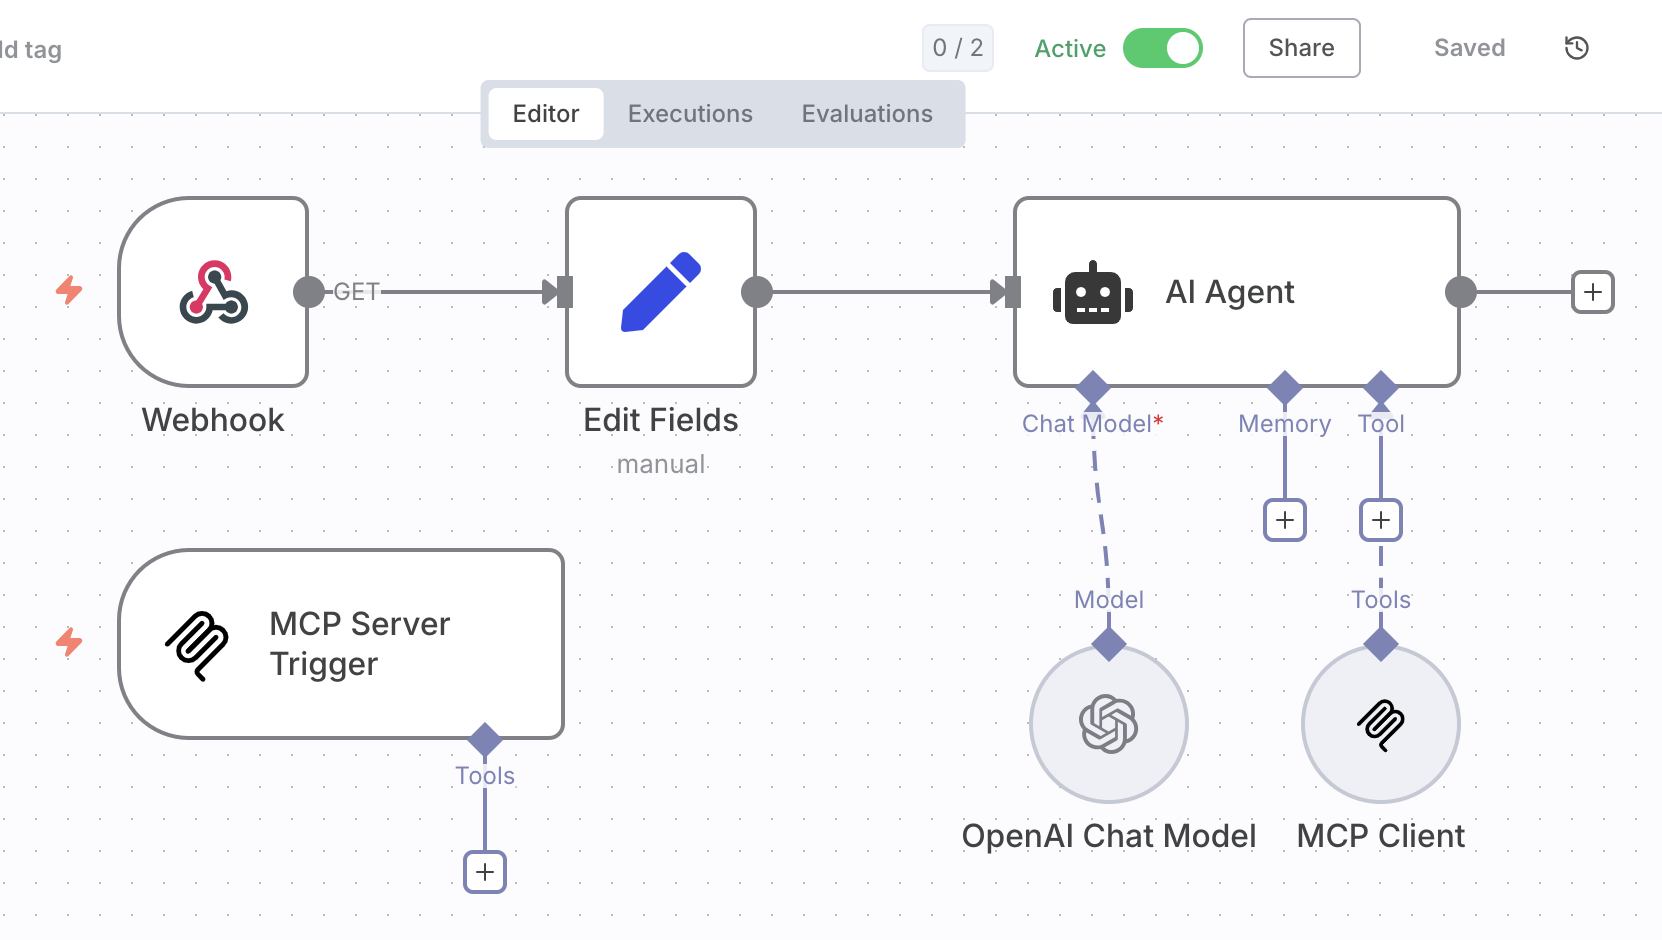 dd tag
0 / 2
Active
Share
Saved
Editor
Executions
Evaluations
GET
AI Agent
Webhook
Edit Fields
manual
Chat Model*
Memory
Tool
MCP Server
Trigger
Tools
Model
Tools
OpenAI Chat Model
MCP Client